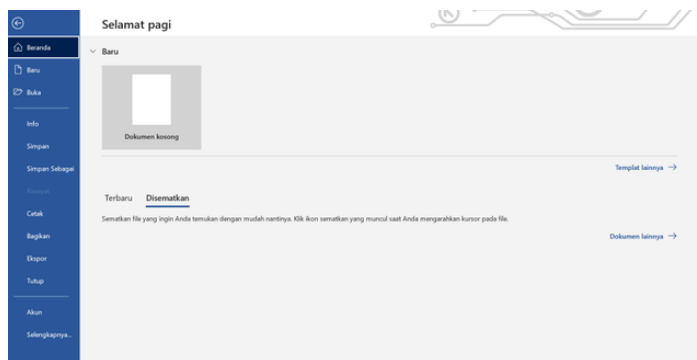 Selamat pagi
Beranda
Baru
Buka
Info
Simpan
Simpan Sebagai
Riwayat
Cetak
Bagikan
Ekspor
Tutup
Akun
Selengkapnya...
Baru
Dokumen kosong
Templat lainnya
Terbaru Disematkan
Sematkan file yang ingin Anda temukan dengan mudah nantinya. Klik ikon sematkan yang muncul saat Anda mengarahkan kursor pada file.
Dokumen lainnya